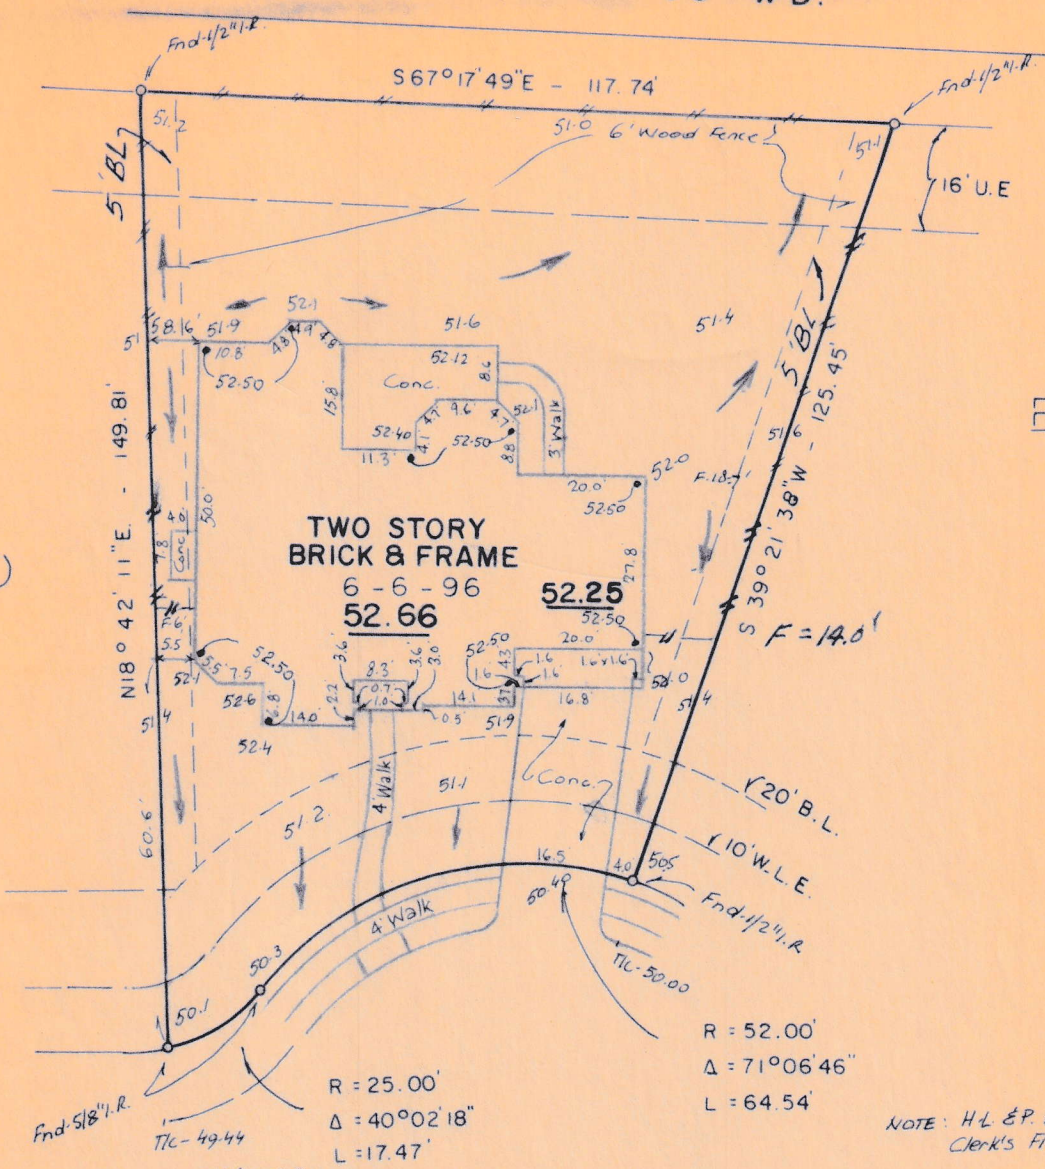 Fnd-1/2"I.R.
S 67° 17' 49"E - 117.74'
Fnd-1/2"I.R.
51.2
51.0
6' Wood Fence
51.1
5' BL
16' U.E
52.1
51.9
51.6
51.4
8.6'
10.8
4.8
4.9
4.8
52.50
52.12
8.6
Conc.
15.8
9.6'
4.7
4.7
52.1
3' Walk
52.40
4.1
52.50
8.8
11.3'
20.0'
52.0
52.50
F.18.7'
5' BL
51.6
N18° 42' 11"E. - 149.81'
S 39° 21' 38"W - 125.45'
50.0'
7.8
Conc.
TWO STORY
BRICK & FRAME
6-6-96
52.66
52.25
27.8
F = 14.0'
52.50
52.50
20.0'
5.5
52.1
5.5'
7.5
52.50
52.6
6.8
14.0'
52.4
3.6'
8.3'
3.6'
3.0'
0.7'
1.0'
2.2'
0.5'
14.1
4.3
1.6
1.6
1.6
1.6'
1.6'
3.7
16.8
51.9
51.4
51.4
60.6'
4' Walk
51.2
51.1
Conc.
20' B.L.
10' W.L.E.
16.5
4.0
50.5
50.40
Fnd-1/2"I.R
4' Walk
T/C-50.00
50.3
50.1
R = 52.00'
Δ = 71°06'46"
L = 64.54'
R = 25.00'
Δ = 40°02'18"
L = 17.47'
Fnd-5/8"I.R.
T/C-49.44
NOTE: H.L. & P.
Clerk's